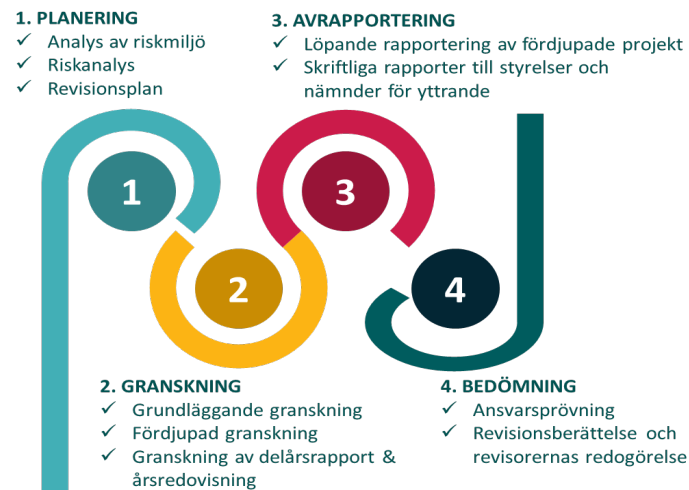 1. PLANERING
✓ Analys av riskmiljö
✓ Riskanalys
✓ Revisionsplan
3. AVRAPPORTERING
✓ Löpande rapportering av fördjupade projekt
✓ Skriftliga rapporter till styrelser och
nämnder för yttrande
1
2
3
4
2. GRANSKNING
✓ Grundläggande granskning
✓ Fördjupad granskning
✓ Granskning av delårsrapport &
årsredovisning
4. BEDÖMNING
✓ Ansvarsprövning
✓ Revisionsberättelse och
revisorernas redogörelse